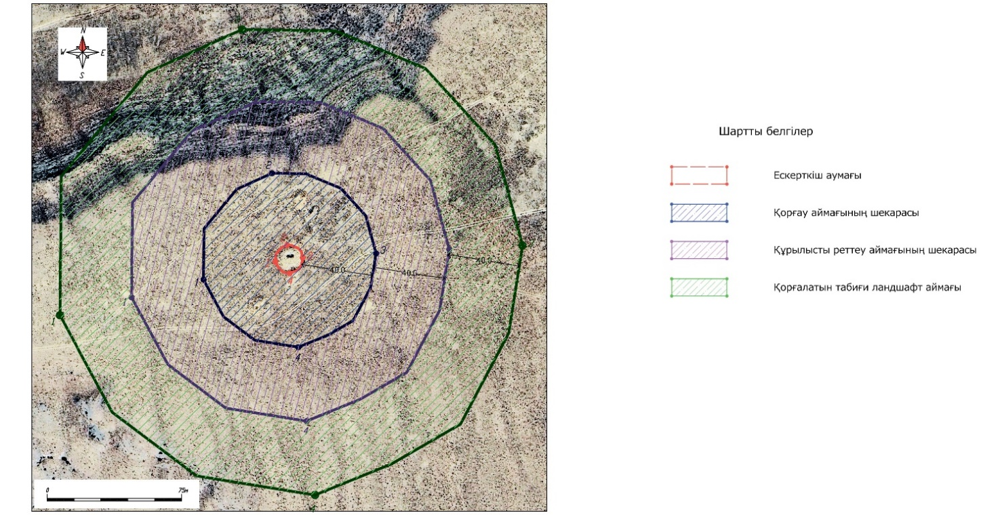 N
W E
S
2
3
1
4
40,0
40,0
40,0
1
4
4
0 75м
Шартты белгілер
Ескерткіш аумағы
Қорғау аймағының шекарасы
Құрылысты реттеу аймағының шекарасы
Қорғалатын табиғи ландшафт аймағы